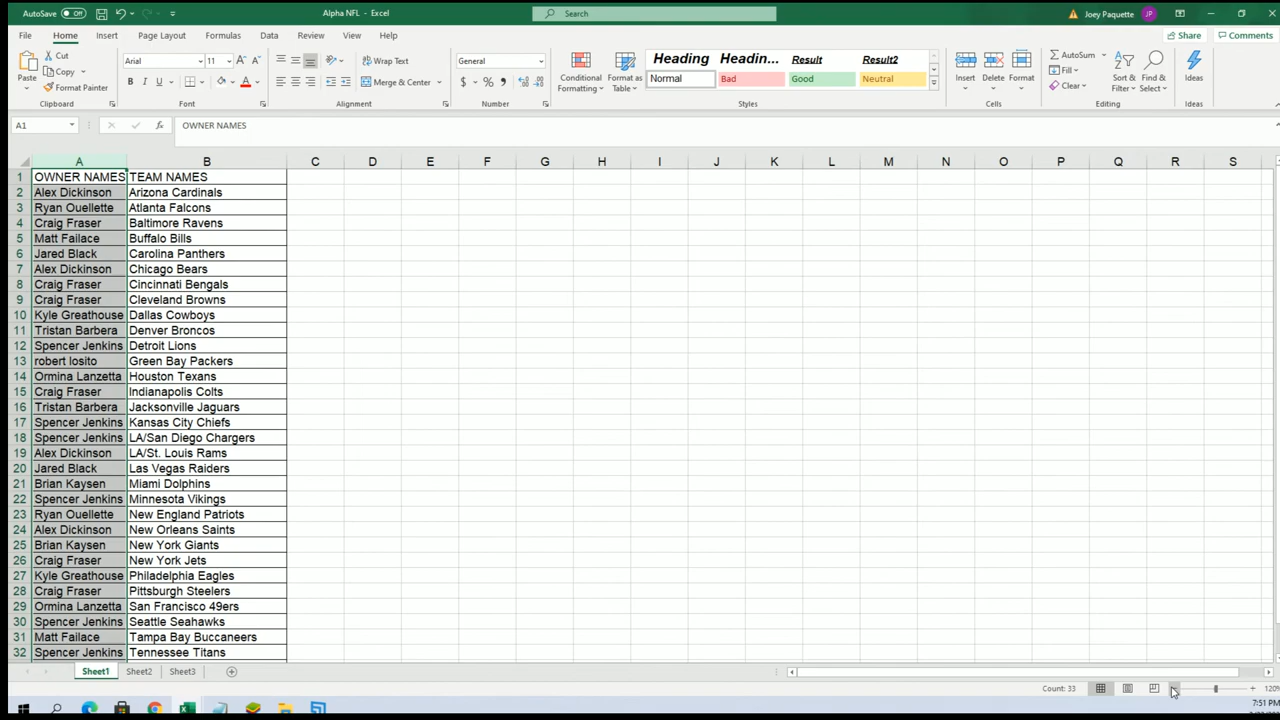 AutoSave Off Alpha NFL - Excel Search Joey Paquette JP
File Home Insert Page Layout Formulas Data Review View Help Share Comments
Paste Cut Copy Format Painter Clipboard
Arial 11 A A B I U A Font
Wrap Text Merge & Center Alignment
General $ % , Number
Conditional Formatting Format as Table
Heading Headin... Result Result2
Normal Bad Good Neutral
Styles
Insert Delete Format Cells
AutoSum Fill Clear Sort & Filter Find & Select Editing
Ideas Ideas
A1 fx OWNER NAMES
A B C D E F G H I J K L M N O P Q R S
1 OWNER NAMES TEAM NAMES
2 Alex Dickinson Arizona Cardinals
3 Ryan Ouellette Atlanta Falcons
4 Craig Fraser Baltimore Ravens
5 Matt Failace Buffalo Bills
6 Jared Black Carolina Panthers
7 Alex Dickinson Chicago Bears
8 Craig Fraser Cincinnati Bengals
9 Craig Fraser Cleveland Browns
10 Kyle Greathouse Dallas Cowboys
11 Tristan Barbera Denver Broncos
12 Spencer Jenkins Detroit Lions
13 robert losito Green Bay Packers
14 Ormina Lanzetta Houston Texans
15 Craig Fraser Indianapolis Colts
16 Tristan Barbera Jacksonville Jaguars
17 Spencer Jenkins Kansas City Chiefs
18 Spencer Jenkins LA/San Diego Chargers
19 Alex Dickinson LA/St. Louis Rams
20 Jared Black Las Vegas Raiders
21 Brian Kaysen Miami Dolphins
22 Spencer Jenkins Minnesota Vikings
23 Ryan Ouellette New England Patriots
24 Alex Dickinson New Orleans Saints
25 Brian Kaysen New York Giants
26 Craig Fraser New York Jets
27 Kyle Greathouse Philadelphia Eagles
28 Craig Fraser Pittsburgh Steelers
29 Ormina Lanzetta San Francisco 49ers
30 Spencer Jenkins Seattle Seahawks
31 Matt Failace Tampa Bay Buccaneers
32 Spencer Jenkins Tennessee Titans
Sheet1 Sheet2 Sheet3
Count: 33 120%
7:51 PM